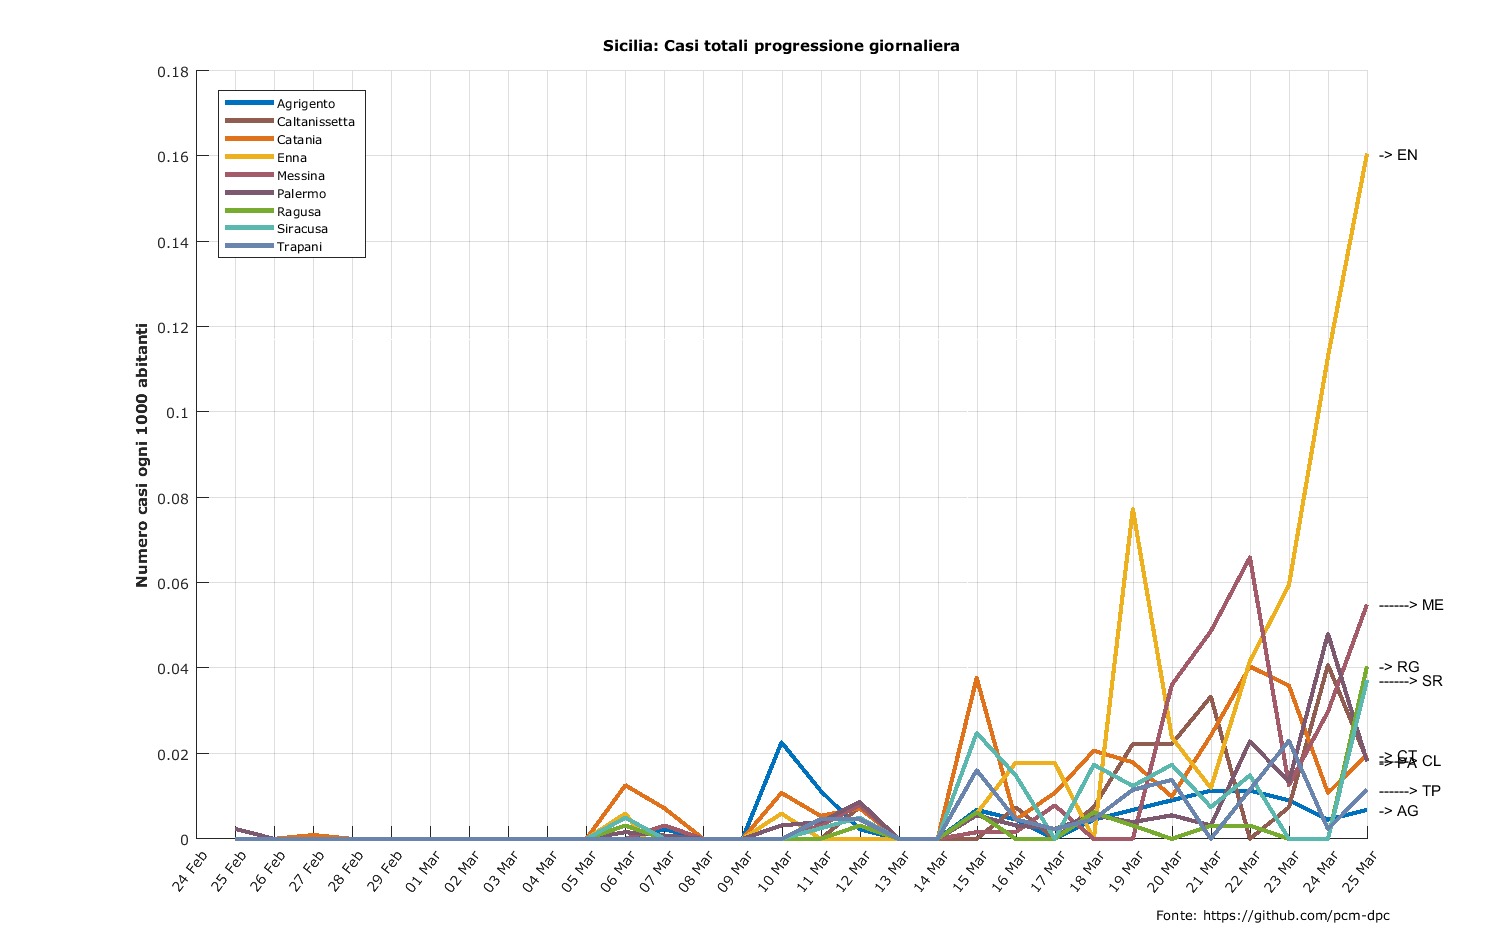 Sicilia: Casi totali progressione giornaliera
Numero casi ogni 1000 abitanti
0.18
0.16
0.14
0.12
0.1
0.08
0.06
0.04
0.02
0
Agrigento
Caltanissetta
Catania
Enna
Messina
Palermo
Ragusa
Siracusa
Trapani
-> EN
------> ME
-> RG
------> SR
-> CT
-> PA
------> CL
------> TP
-> AG
24 Feb
25 Feb
26 Feb
27 Feb
28 Feb
29 Feb
01 Mar
02 Mar
03 Mar
04 Mar
05 Mar
06 Mar
07 Mar
08 Mar
09 Mar
10 Mar
11 Mar
12 Mar
13 Mar
14 Mar
15 Mar
16 Mar
17 Mar
18 Mar
19 Mar
20 Mar
21 Mar
22 Mar
23 Mar
24 Mar
25 Mar
Fonte: https://github.com/pcm-dpc